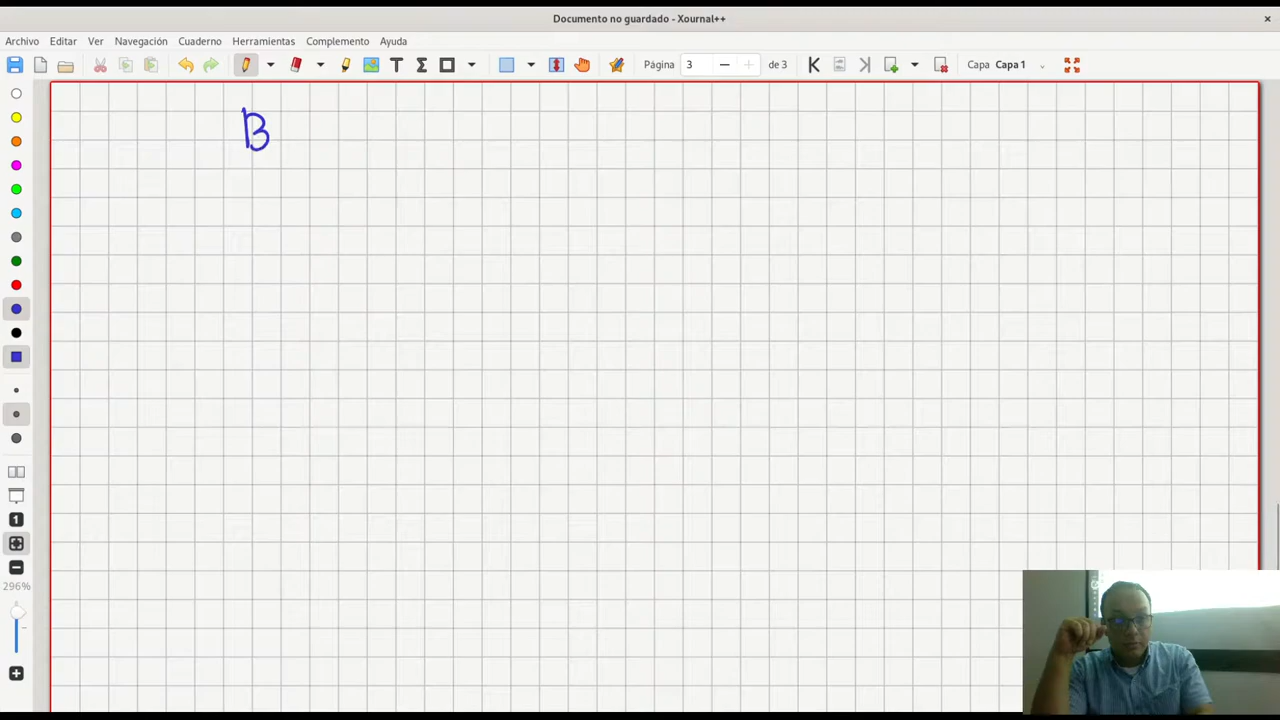 Documento no guardado - Xournal++
×
Archivo Editar Ver Navegación Cuaderno Herramientas Complemento Ayuda
T Σ Página 3 de 3 Capa Capa 1
B
1
296%